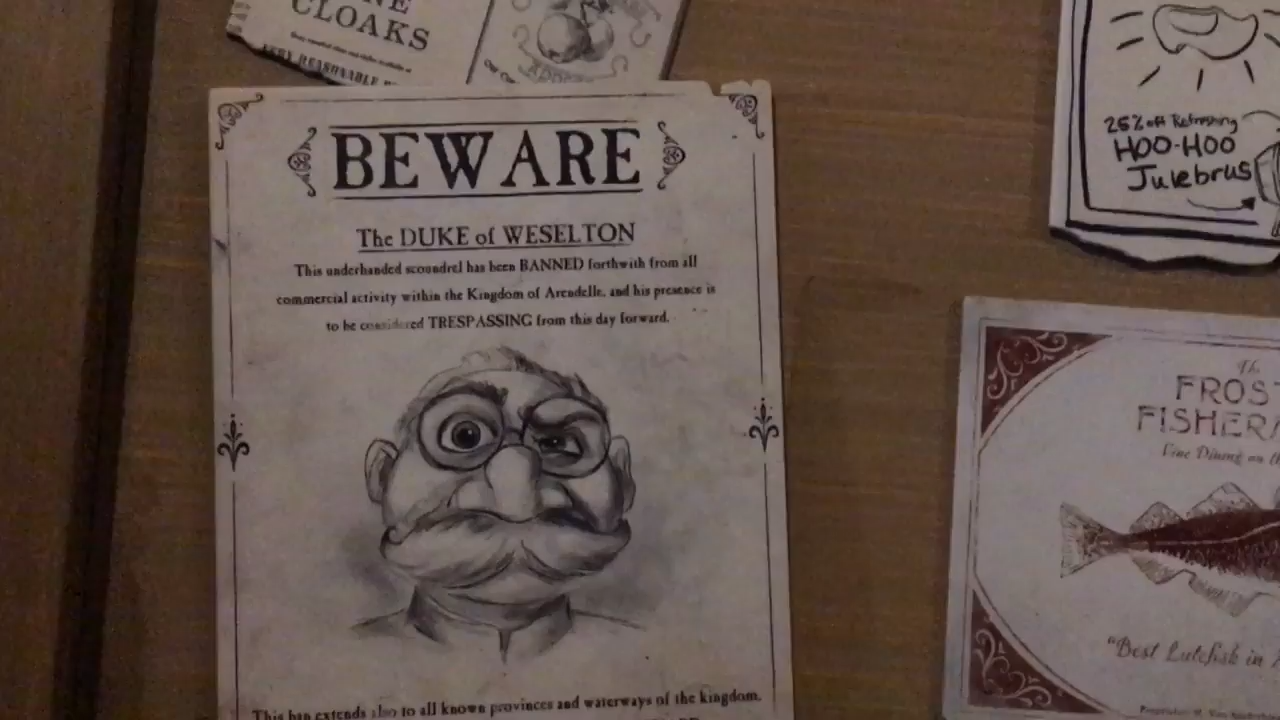 CLOAKS
BEWARE
The DUKE of WESELTON
This underhanded scoundrel has been BANNED forthwith from all
commercial activity within the Kingdom of Arendelle, and his presence is
to be considered TRESPASSING from this day forward.
This ban extends also to all known provinces and waterways of the kingdom.
25% off Refreshing
HOO-HOO
Julebrus
The
FROS
FISHER
Fine Dining on
"Best Lutefisk in